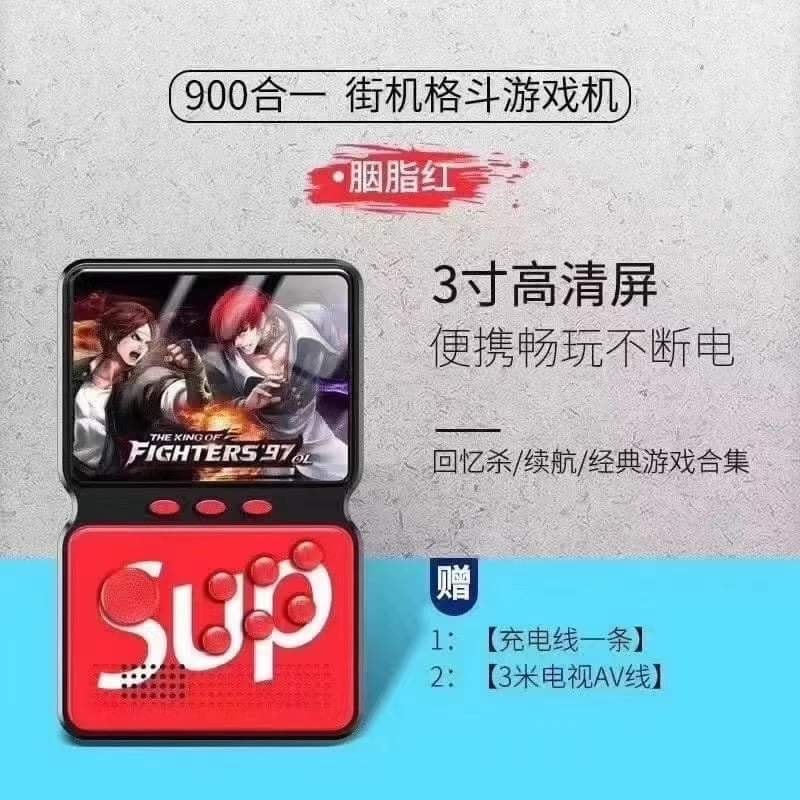 900合一 街机格斗游戏机
•胭脂红
3寸高清屏
便携畅玩不断电
回忆杀/续航/经典游戏合集
THE KING OF
FIGHTERS'97 OL
Sup
赠
1：【充电线一条】
2：【3米电视AV线】